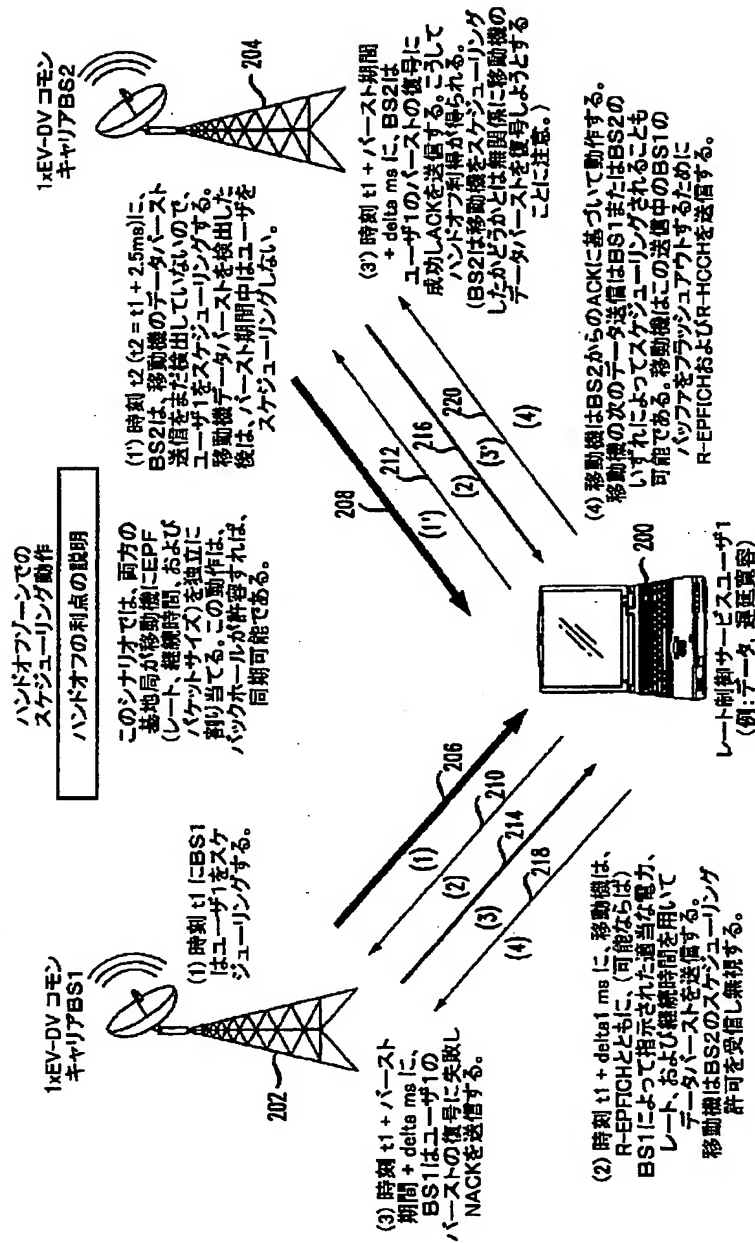 ハンドオフゾーンでの
スケジューリング動作
ハンドオフの利点の説明
このシナリオでは、両方の
基地局が移動機にEPF
(レート、継続時間、および
パケットサイズ)を独立に
割り当てる。この動作は、
バックホールが許容すれば、
同期可能である。
1xEV-DV コモン
キャリアBS1
202
(1) 時刻 t1 にBS1
はユーザ1をスケ
ジューリングする。
1xEV-DV コモン
キャリアBS2
204
(1') 時刻 t2 (t2 = t1 + 2.5ms)に、
BS2は、移動機のデータバースト
送信をまだ検出していないので、
ユーザ1をスケジューリングする。
移動機データバーストを検出した
後は、バースト期間中はユーザを
スケジューリングしない。
(3) 時刻 t1 + バースト
期間 + delta ms に、
BS1はユーザ1の
バーストの復号に失敗し
NACKを送信する。
(3') 時刻 t1 + バースト期間
+ delta ms に、BS2は
ユーザ1のバーストの復号に
成功しACKを送信する。こうして
ハンドオフ利得が得られる。
(BS2は移動機をスケジューリング
したかどうかとは無関係に移動機の
データバーストを復号しようとする
ことに注意。)
206
(1)
210
(2)
214
(3)
218
(4)
208
(1')
212
(2)
216
(3')
220
(4)
(2) 時刻 t1 + delta1 ms に、移動機は、
R-EPFICHとともに、(可能ならば)
BS1によって指示された適当な電力、
レート、および継続時間を用いて
データバーストを送信する。
移動機はBS2のスケジューリング
許可を受信し無視する。
200
レート制御サービスユーザ1
(例:データ, 遅延寛容)
(4) 移動機はBS2からのACKに基づいて動作する。
移動機の次のデータ送信はBS1またはBS2の
いずれによってスケジューリングされることも
可能である。移動機はこの送信中のBS1の
バッファをフラッシュアウトするために
R-EPFICHおよびR-HCCHを送信する。